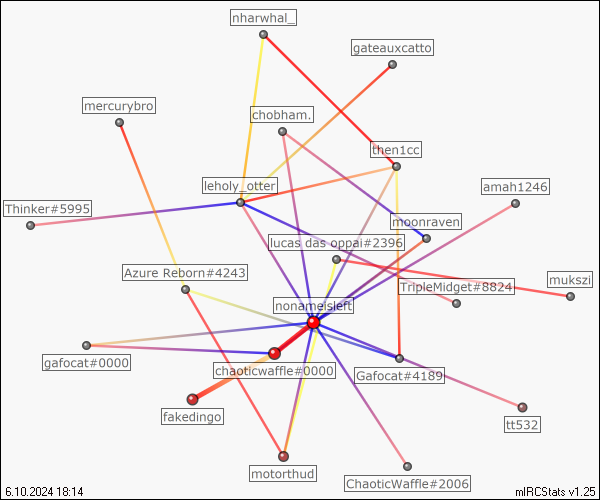 nharwhal_
gateauxcatto
mercurybro
chobham.
then1cc
leholy_otter
amah1246
Thinker#5995
moonraven
lucas das oppai#2396
Azure Reborn#4243
mukszi
TripleMidget#8824
nonameisleft
gafocat#0000
chaoticwaffle#0000
Gafocat#4189
fakedingo
tt532
motorthud
ChaoticWaffle#2006
6.10.2024 18:14
mIRCStats v1.25